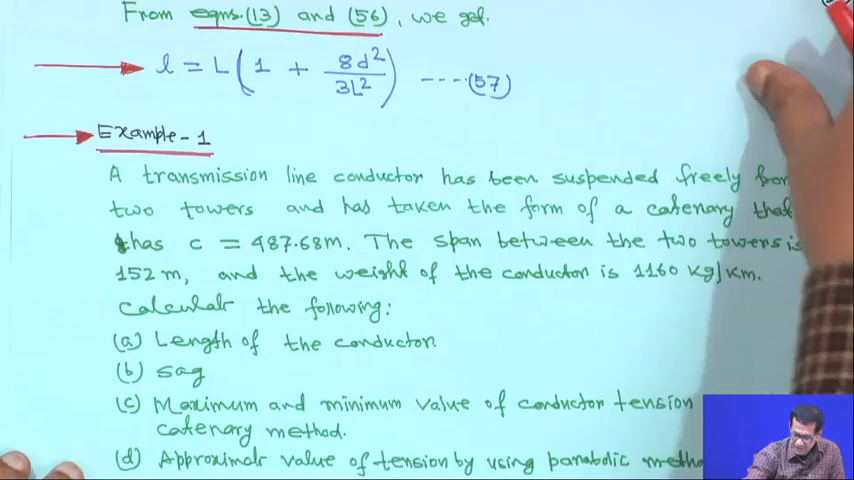 From eqns.(13) and (56), we get.
l = L(1 + 8d²/3L²) ----(57)
Example-1
A transmission line conductor has been suspended freely from
two towers and has taken the form of a catenary that
has c = 487.68m. The span between the two towers is
152 m, and the weight of the conductor is 1160 kg/km.
Calculate the following:
(a) Length of the conductor.
(b) sag
(c) Maximum and minimum value of conductor tension
catenary method.
(d) Approximate value of tension by using parabolic